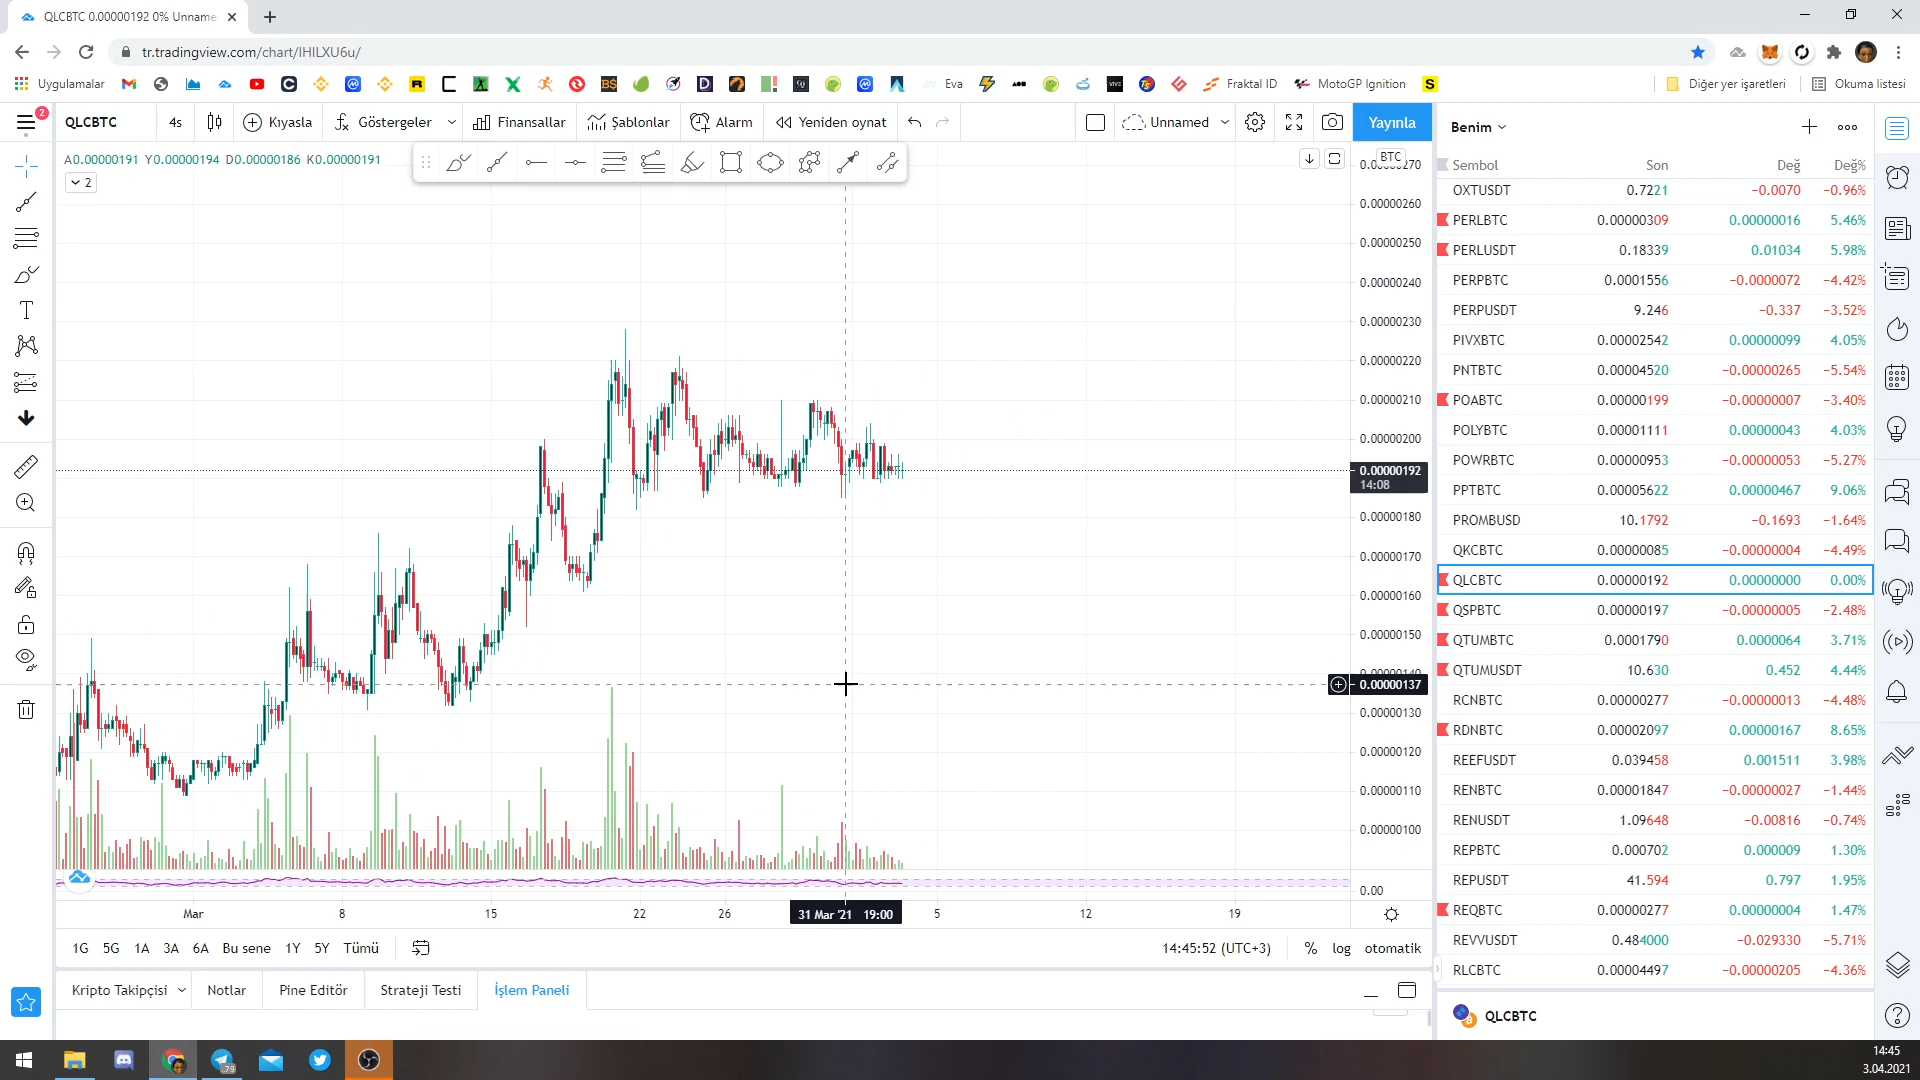 QLCBTC 0.00000192 0% Unname
tr.tradingview.com/chart/IHILXU6u/
Uygulamalar
Eva
Fraktal ID
MotoGP Ignition
Diğer yer işaretleri
Okuma listesi
2
QLCBTC
4s
Kıyasla
Göstergeler
Finansallar
Şablonlar
Alarm
Yeniden oynat
Unnamed
Yayınla
A0.00000191 Y0.00000194 D0.00000186 K0.00000191
2
BTC
0.00000270
0.00000260
0.00000250
0.00000240
0.00000230
0.00000220
0.00000210
0.00000200
0.00000192
14:08
0.00000180
0.00000170
0.00000160
0.00000150
0.00000140
0.00000137
0.00000130
0.00000120
0.00000110
0.00000100
0.00
Mar
8
15
22
26
31 Mar '21 19:00
5
12
19
1G 5G 1A 3A 6A Bu sene 1Y 5Y Tümü
14:45:52 (UTC+3)
% log otomatik
Kripto Takipçisi
Notlar
Pine Editör
Strateji Testi
İşlem Paneli
Benim
Sembol Son Değ Değ%
OXTUSDT 0.7221 −0.0070 −0.96%
PERLBTC 0.00000309 0.00000016 5.46%
PERLUSDT 0.18339 0.01034 5.98%
PERPBTC 0.0001556 −0.0000072 −4.42%
PERPUSDT 9.246 −0.337 −3.52%
PIVXBTC 0.00002542 0.00000099 4.05%
PNTBTC 0.00004520 −0.00000265 −5.54%
POABTC 0.00000199 −0.00000007 −3.40%
POLYBTC 0.00001111 0.00000043 4.03%
POWRBTC 0.00000953 −0.00000053 −5.27%
PPTBTC 0.00005622 0.00000467 9.06%
PROMBUSD 10.1792 −0.1693 −1.64%
QKCBTC 0.00000085 −0.00000004 −4.49%
QLCBTC 0.00000192 0.00000000 0.00%
QSPBTC 0.00000197 −0.00000005 −2.48%
QTUMBTC 0.0001790 0.0000064 3.71%
QTUMUSDT 10.630 0.452 4.44%
RCNBTC 0.00000277 −0.00000013 −4.48%
RDNBTC 0.00002097 0.00000167 8.65%
REEFUSDT 0.039458 0.001511 3.98%
RENBTC 0.00001847 −0.00000027 −1.44%
RENUSDT 1.09648 −0.00816 −0.74%
REPBTC 0.000702 0.000009 1.30%
REPUSDT 41.594 0.797 1.95%
REQBTC 0.00000277 0.00000004 1.47%
REVVUSDT 0.484000 −0.029330 −5.71%
RLCBTC 0.00004497 −0.00000205 −4.36%
QLCBTC
79
14:45
3.04.2021